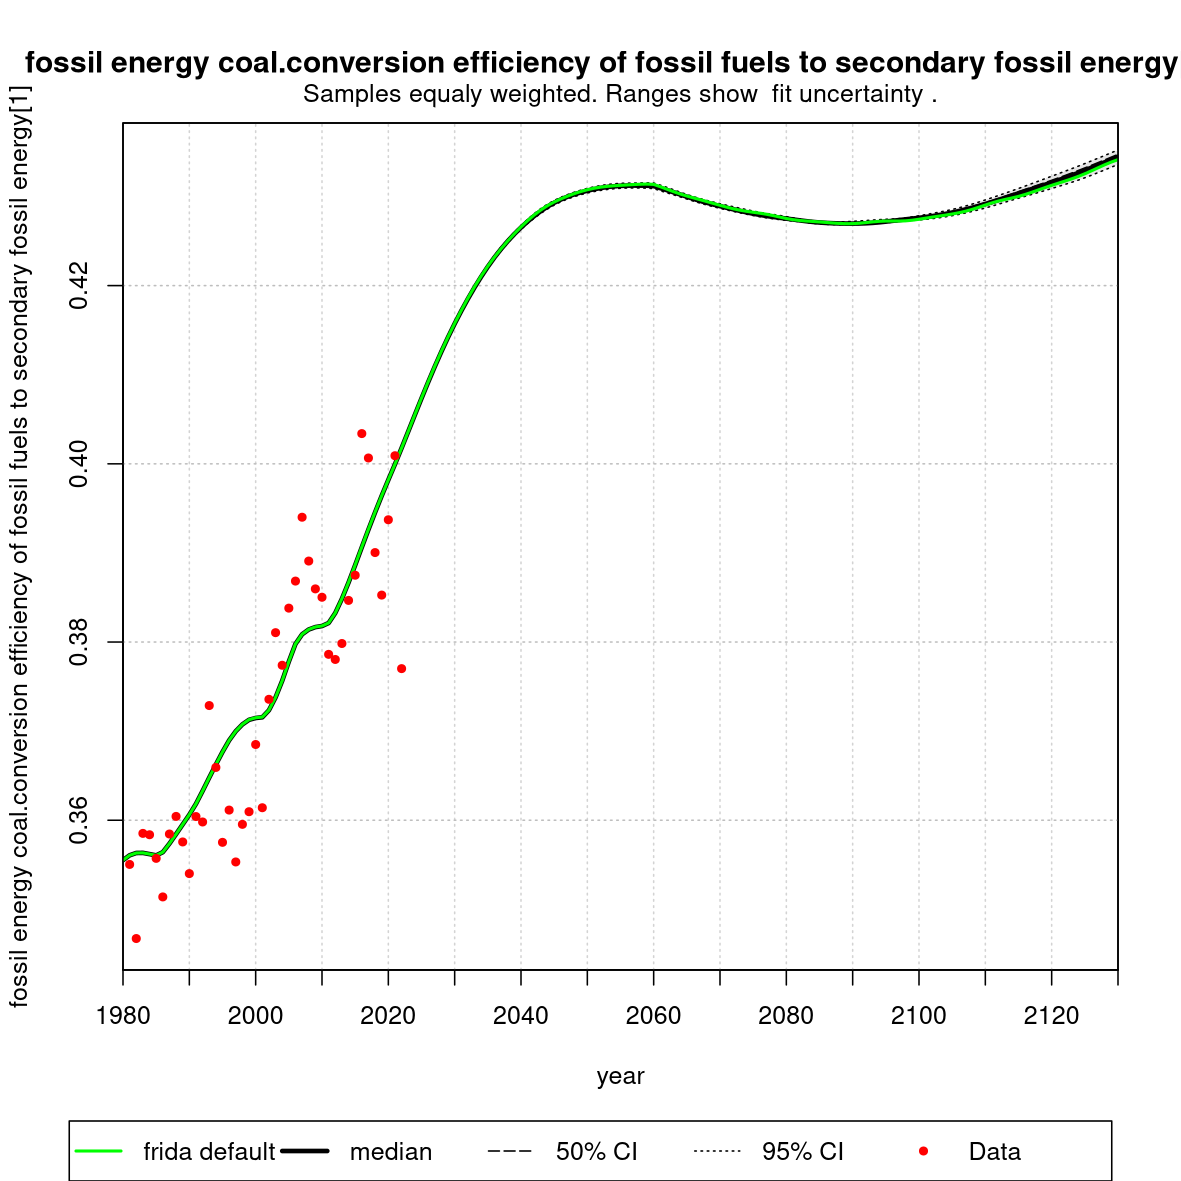 fossil energy coal.conversion efficiency of fossil fuels to secondary fossil energy
Samples equaly weighted. Ranges show  fit uncertainty .
fossil energy coal.conversion efficiency of fossil fuels to secondary fossil energy[1]
0.42
0.40
0.38
0.36
1980 2000 2020 2040 2060 2080 2100 2120
year
frida default median 50% CI 95% CI Data